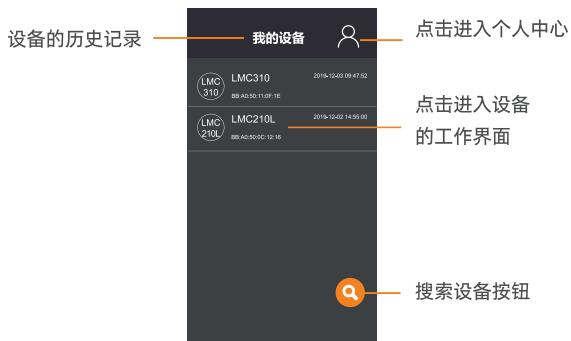 设备的历史记录
我的设备
点击进入个人中心
LMC
310
LMC310
2019-12-03 09:47:52
BB:A0:50:11:0F:1E
LMC
210L
LMC210L
2019-12-02 14:55:00
BB:A0:50:0C:12:16
点击进入设备
的工作界面
搜索设备按钮